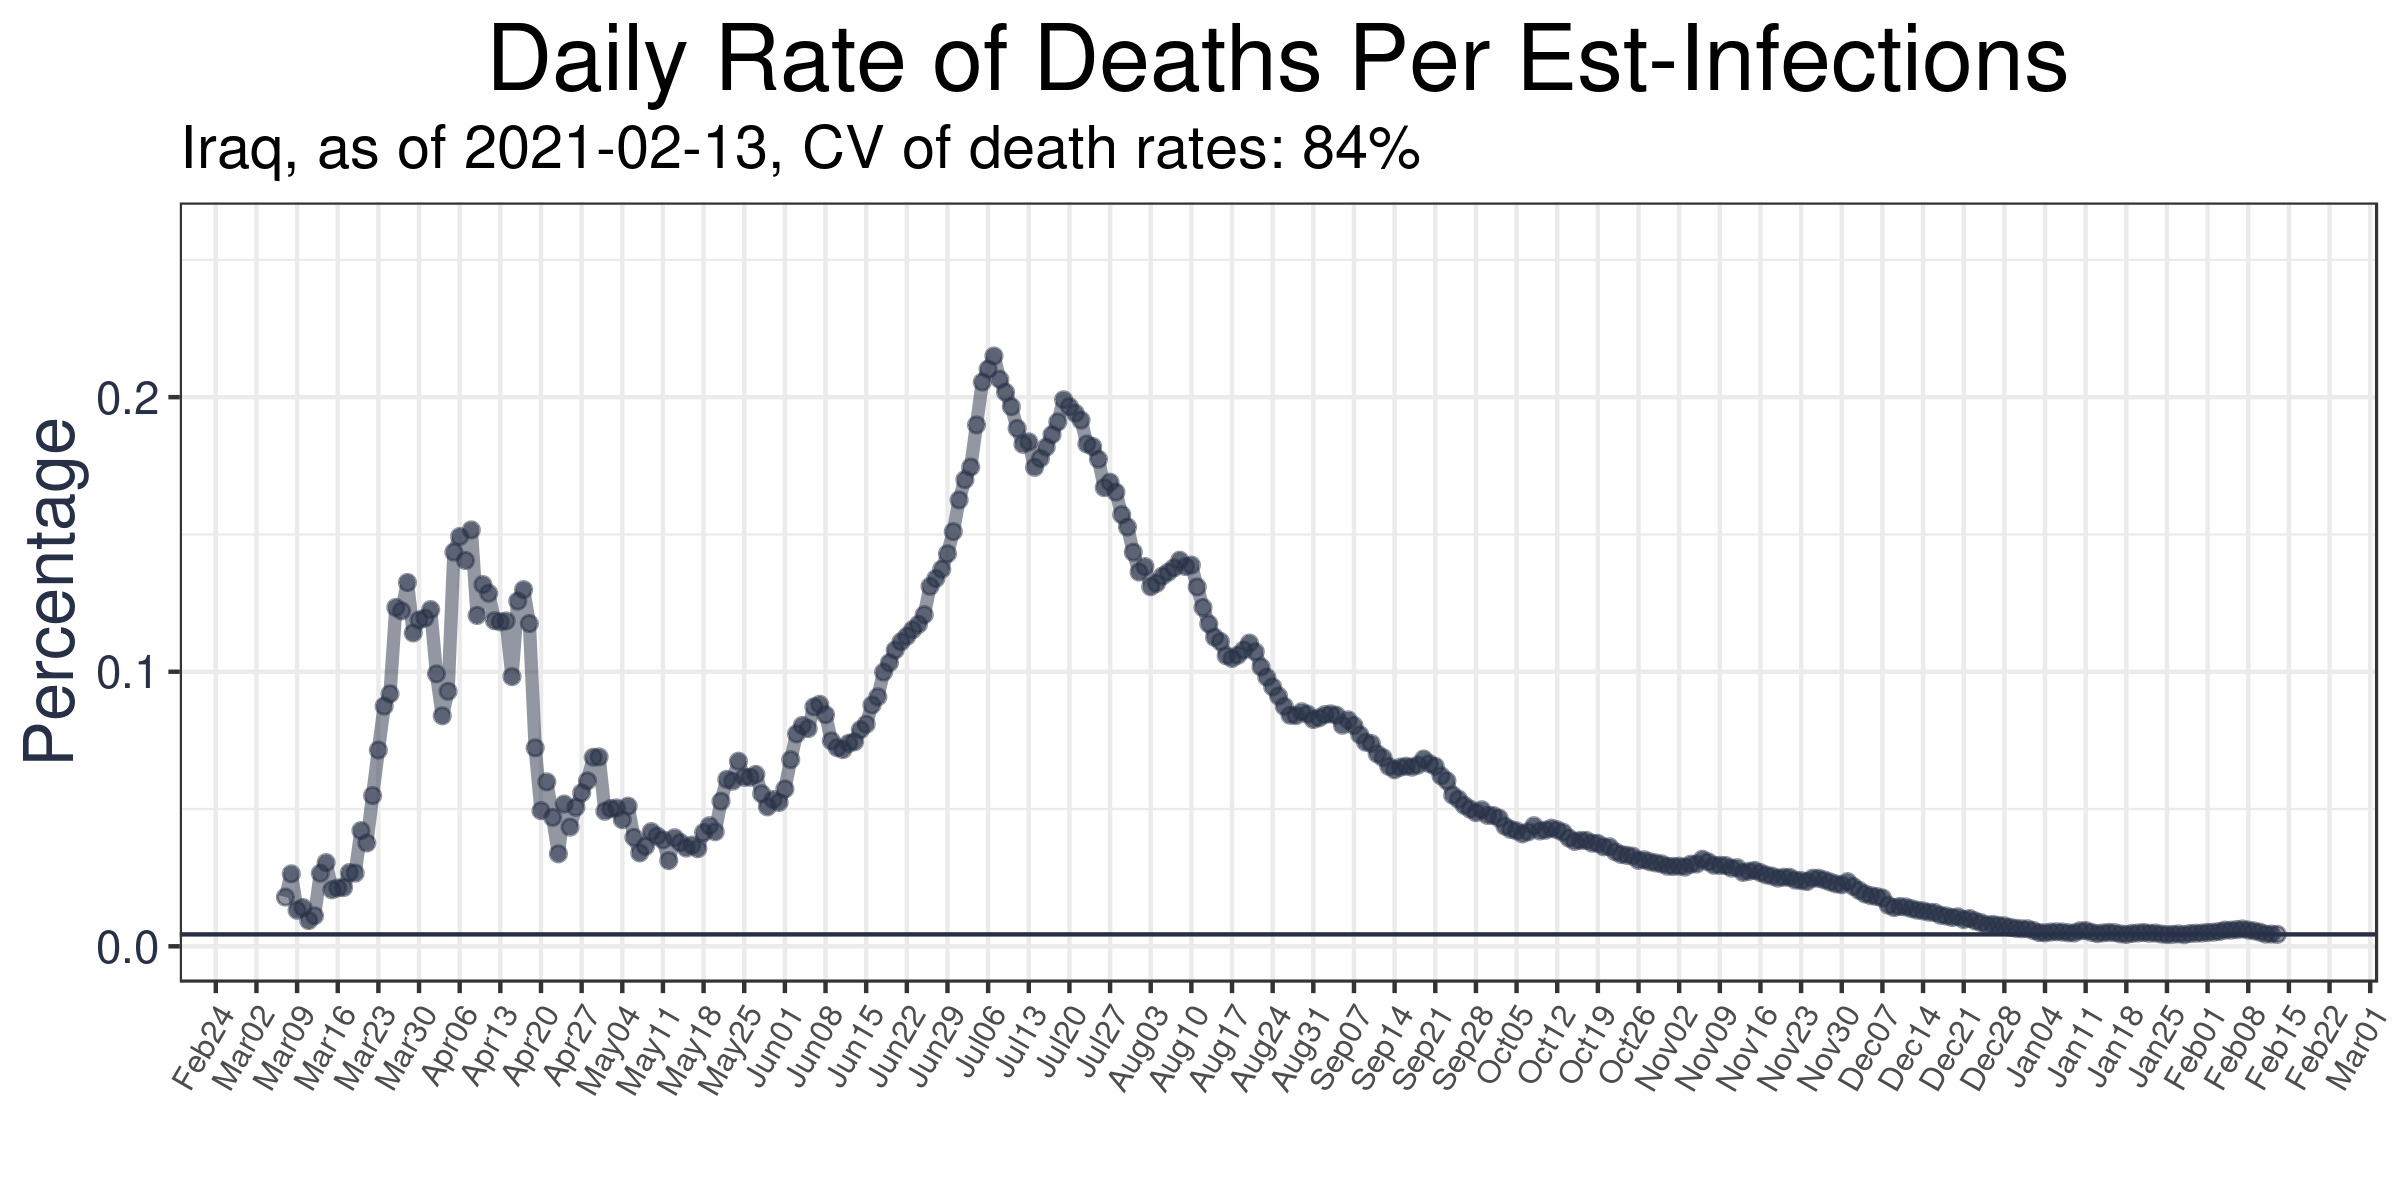 Daily Rate of Deaths Per Est-Infections
Iraq, as of 2021-02-13, CV of death rates: 84%
Percentage
0.2
0.1
0.0
Feb24
Mar02
Mar09
Mar16
Mar23
Mar30
Apr06
Apr13
Apr20
Apr27
May04
May11
May18
May25
Jun01
Jun08
Jun15
Jun22
Jun29
Jul06
Jul13
Jul20
Jul27
Aug03
Aug10
Aug17
Aug24
Aug31
Sep07
Sep14
Sep21
Sep28
Oct05
Oct12
Oct19
Oct26
Nov02
Nov09
Nov16
Nov23
Nov30
Dec07
Dec14
Dec21
Dec28
Jan04
Jan11
Jan18
Jan25
Feb01
Feb08
Feb15
Feb22
Mar01